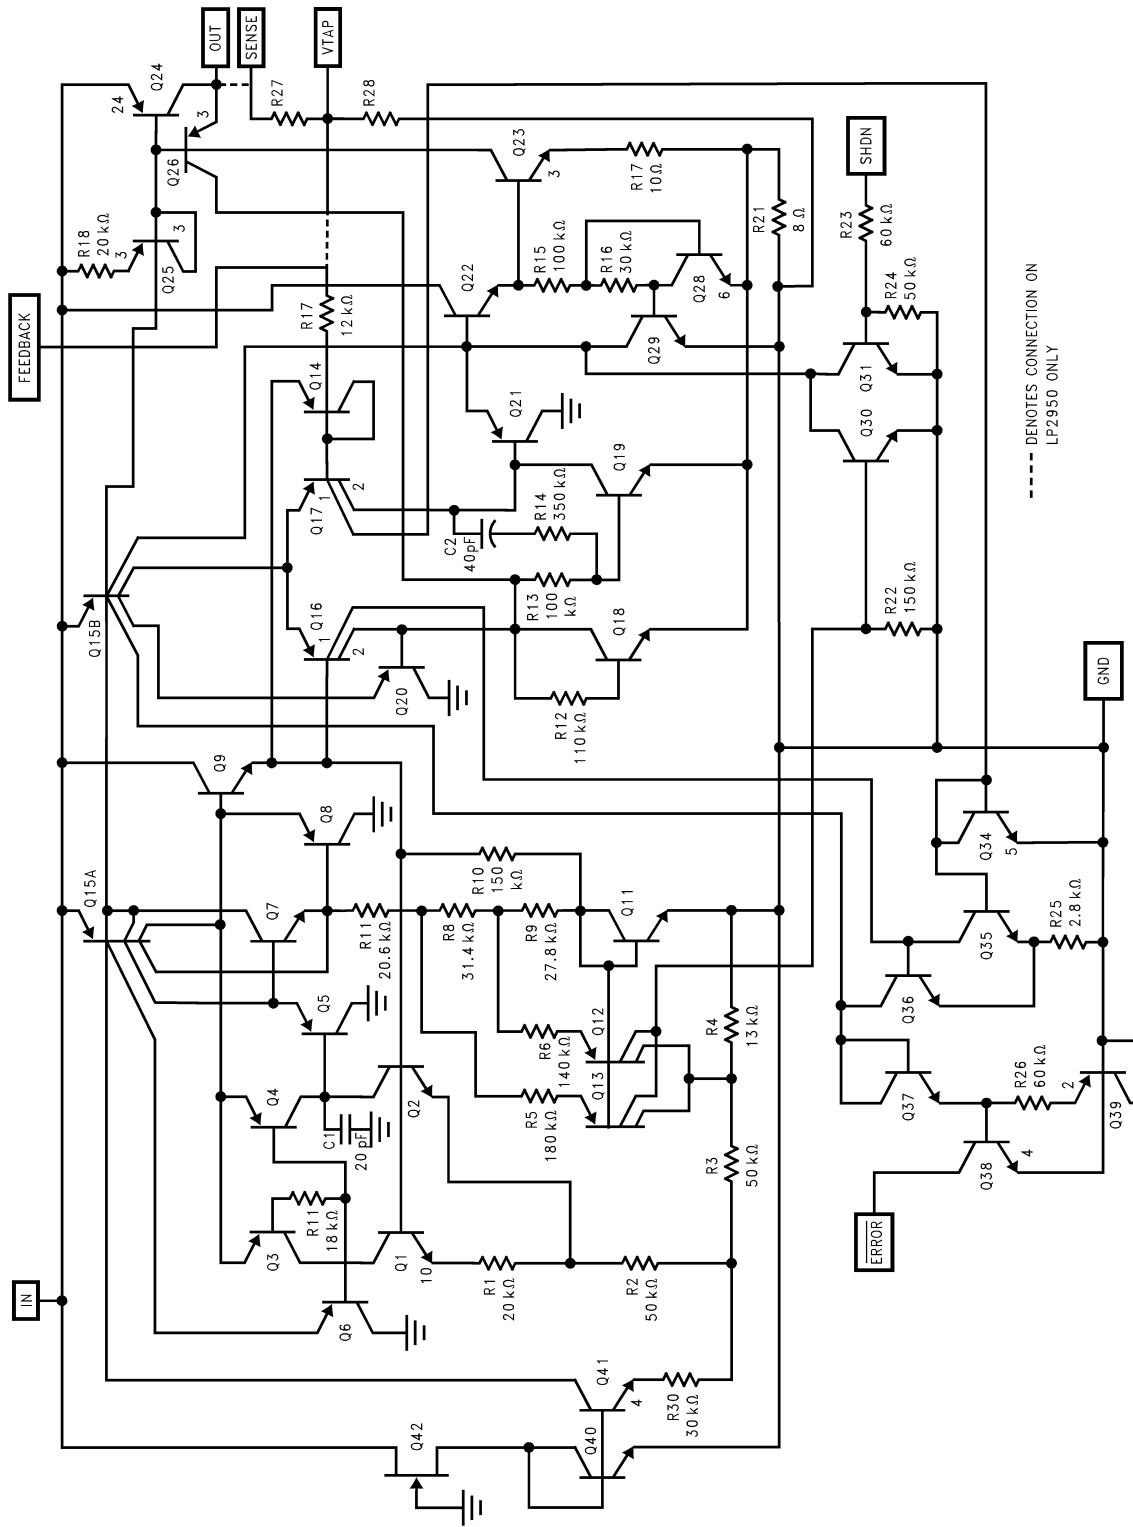 IN
FEEDBACK
Q15A
Q15B
R18
20 kΩ
3
24
Q24
Q25
3
Q26
3
OUT
SENSE
R27
VTAP
R28
Q9
Q3
Q4
Q7
R11
18 kΩ
Q5
Q8
Q16
1
2
Q17
1
2
Q14
R17
12 kΩ
Q6
C1
20 pF
R11
20.6 kΩ
Q42
Q1
10
Q2
Q20
R8
31.4 kΩ
C2
40pF
Q22
R10
150
kΩ
R1
20 kΩ
R5
180 kΩ
R6
140 kΩ
R9
27.8 kΩ
R12
110 kΩ
R13
100
kΩ
R14
350 kΩ
Q21
R15
100 kΩ
Q23
3
Q40
Q41
4
Q13
Q12
Q11
Q18
Q19
R16
30 kΩ
R17
10Ω
R2
50 kΩ
Q29
R30
30 kΩ
Q28
6
R3
50 kΩ
R4
13 kΩ
R21
8 Ω
SHDN
R23
60 kΩ
Q30
Q31
R22
150 kΩ
R24
50 kΩ
ERROR
Q37
Q36
Q38
4
Q35
Q34
5
R26
60 kΩ
2
R25
2.8 kΩ
DENOTES CONNECTION ON
LP2950 ONLY
Q39
GND